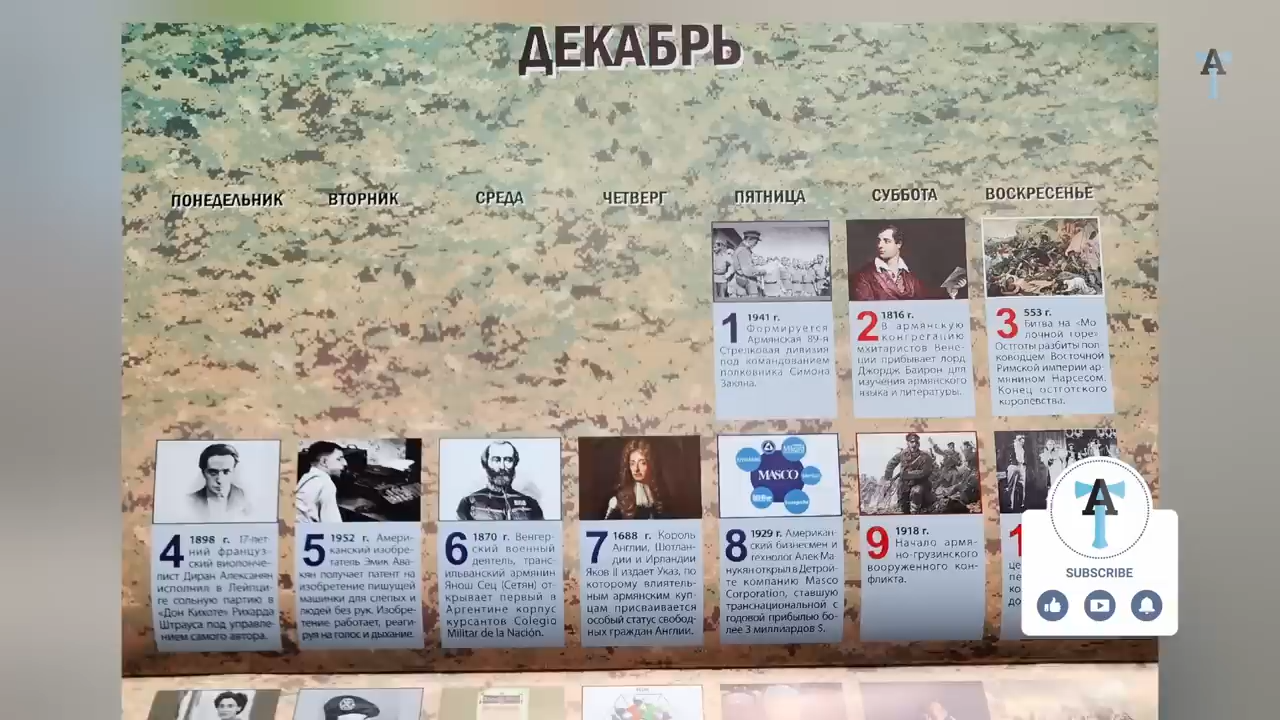 ДЕКАБРЬ
ПОНЕДЕЛЬНИК ВТОРНИК СРЕДА ЧЕТВЕРГ ПЯТНИЦА СУББОТА ВОСКРЕСЕНЬЕ
1 1941 г.
Формируется
Армянская 89-я
Стрелковая дивизия
под командованием
полковника Симона
Закяна.
2 1816 г.
В армянскую
конгрегацию
мхитаристов Вене-
ции прибывает лорд
Джордж Байрон для
изучения армянского
языка и литературы.
3 553 г.
Битва на «Мо
лочной горе»
Остготы разбиты пол
ководцем Восточной
Римской империи ар-
мянином Нарсесом.
Конец остготского
королевства.
4 1898 г. 17-лет-
ний француз-
ский виолонче-
лист Диран Алексанян
исполнил в Лейпци-
ге сольную партию в
«Дон Кихоте» Рихарда
Штрауса под управле-
нием самого автора.
5 1952 г. Амери-
канский изобре-
татель Эмик Ава-
кян получает патент на
изобретение пишущей
машинки для слепых и
людей без рук. Изобре-
тение работает, реаги-
руя на голос и дыхание.
6 1870 г. Венгер-
ский военный
деятель, транс-
ильванский армянин
Янош Сец (Сетян) от-
крывает первый в
Аргентине корпус
курсантов Colegio
Militar de la Nación.
7 1688 г. Король
Англии, Шотлан-
дии и Ирландии
Яков II издает Указ, по
которому влиятель-
ным армянским куп-
цам, присваивается
особый статус свобод-
ных граждан Англии.
MASCO
8 1929 г. Американ-
ский бизнесмен и
технолог Алек Ма-
нукян открыл в Детрой-
те компанию Masco
Corporation, ставшую
транснациональной с
годовой прибылью бо-
лее 3 миллиардов $.
9 1918 г.
Начало армя-
но-грузинского
вооруженного кон-
фликта.
SUBSCRIBE